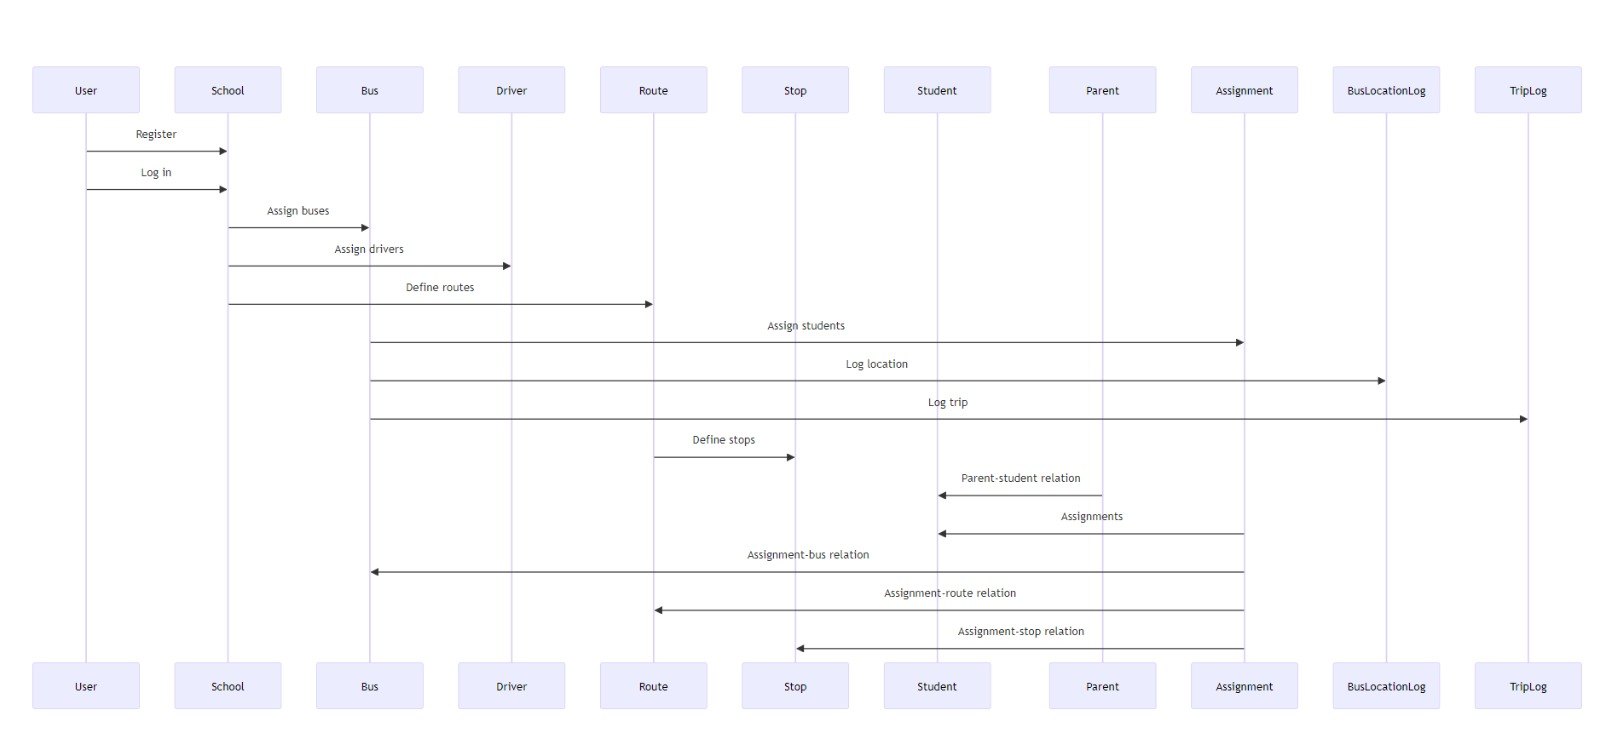 User School Bus Driver Route Stop Student Parent Assignment BusLocationLog TripLog
Register
Log in
Assign buses
Assign drivers
Define routes
Assign students
Log location
Log trip
Define stops
Parent-student relation
Assignments
Assignment-bus relation
Assignment-route relation
Assignment-stop relation
User School Bus Driver Route Stop Student Parent Assignment BusLocationLog TripLog